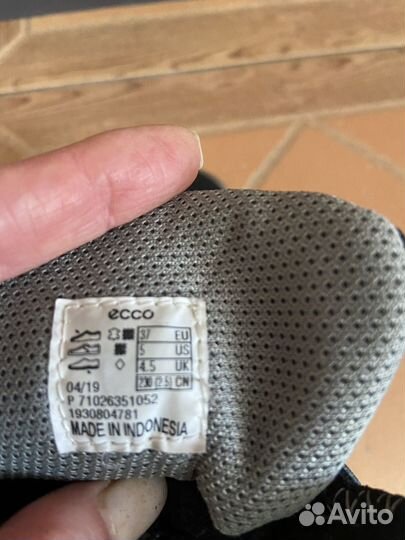 ecco
37 EU
5 US
4.5 UK
230 (2.5) CN
04/19
P 71026351052
1930804781
MADE IN INDONESIA
Avito